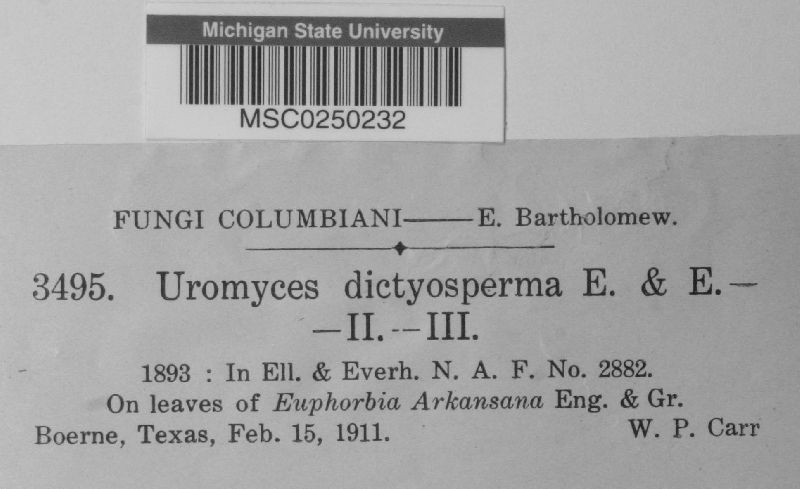 Michigan State University
MSC0250232
FUNGI COLUMBIANI——E. Bartholomew.
3495. Uromyces dictyosperma E. & E.—
—II.--III.
1893 : In Ell. & Everh. N. A. F. No. 2882.
On leaves of Euphorbia Arkansana Eng. & Gr.
Boerne, Texas, Feb. 15, 1911. W. P. Carr